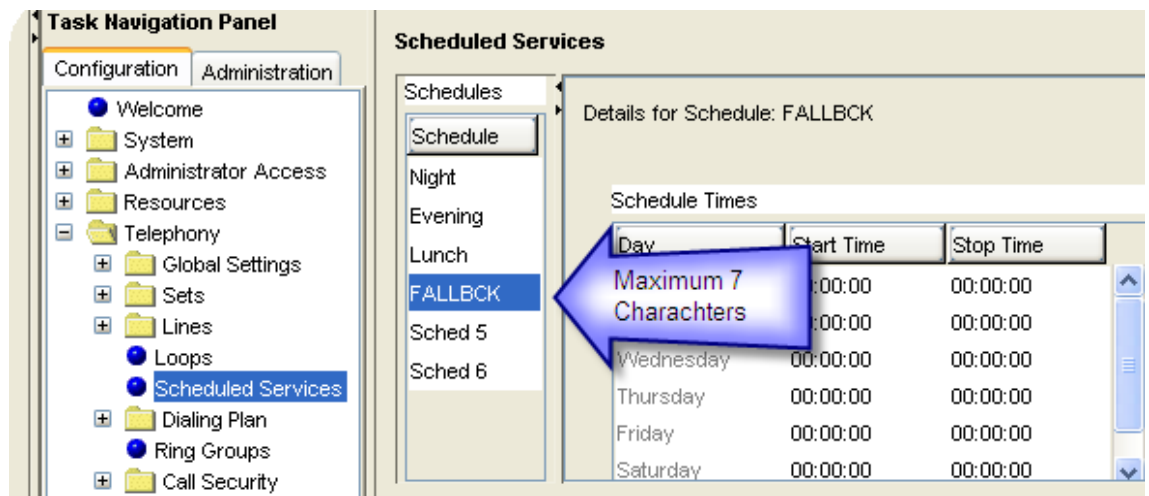 Task Navigation Panel
Configuration
Administration
Welcome
System
Administrator Access
Resources
Telephony
Global Settings
Sets
Lines
Loops
Scheduled Services
Dialing Plan
Ring Groups
Call Security
Scheduled Services
Schedules
Schedule
Night
Evening
Lunch
FALLBCK
Sched 5
Sched 6
Details for Schedule: FALLBCK
Schedule Times
Day Start Time Stop Time
Maximum 7
Charachters
:00:00 00:00:00
:00:00 00:00:00
Wednesday 00:00:00 00:00:00
Thursday 00:00:00 00:00:00
Friday 00:00:00 00:00:00
Saturday 00:00:00 00:00:00